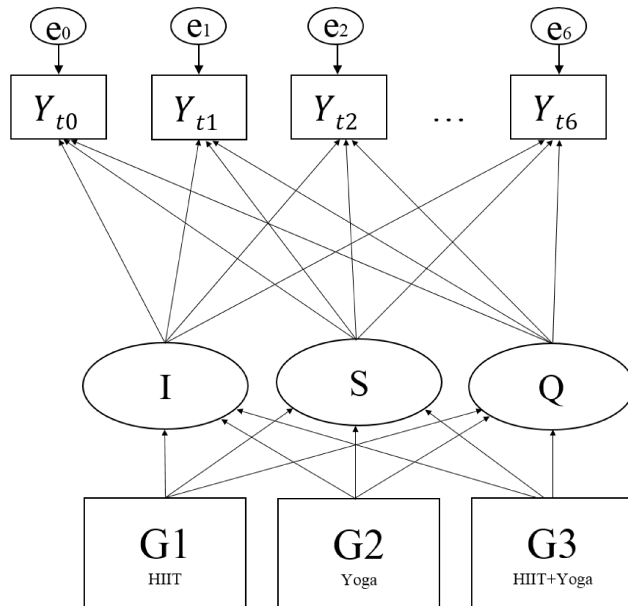 e0 e1 e2 e6
Yt0 Yt1 Yt2 ... Yt6
I S Q
G1 G2 G3
HIIT Yoga HIIT+Yoga